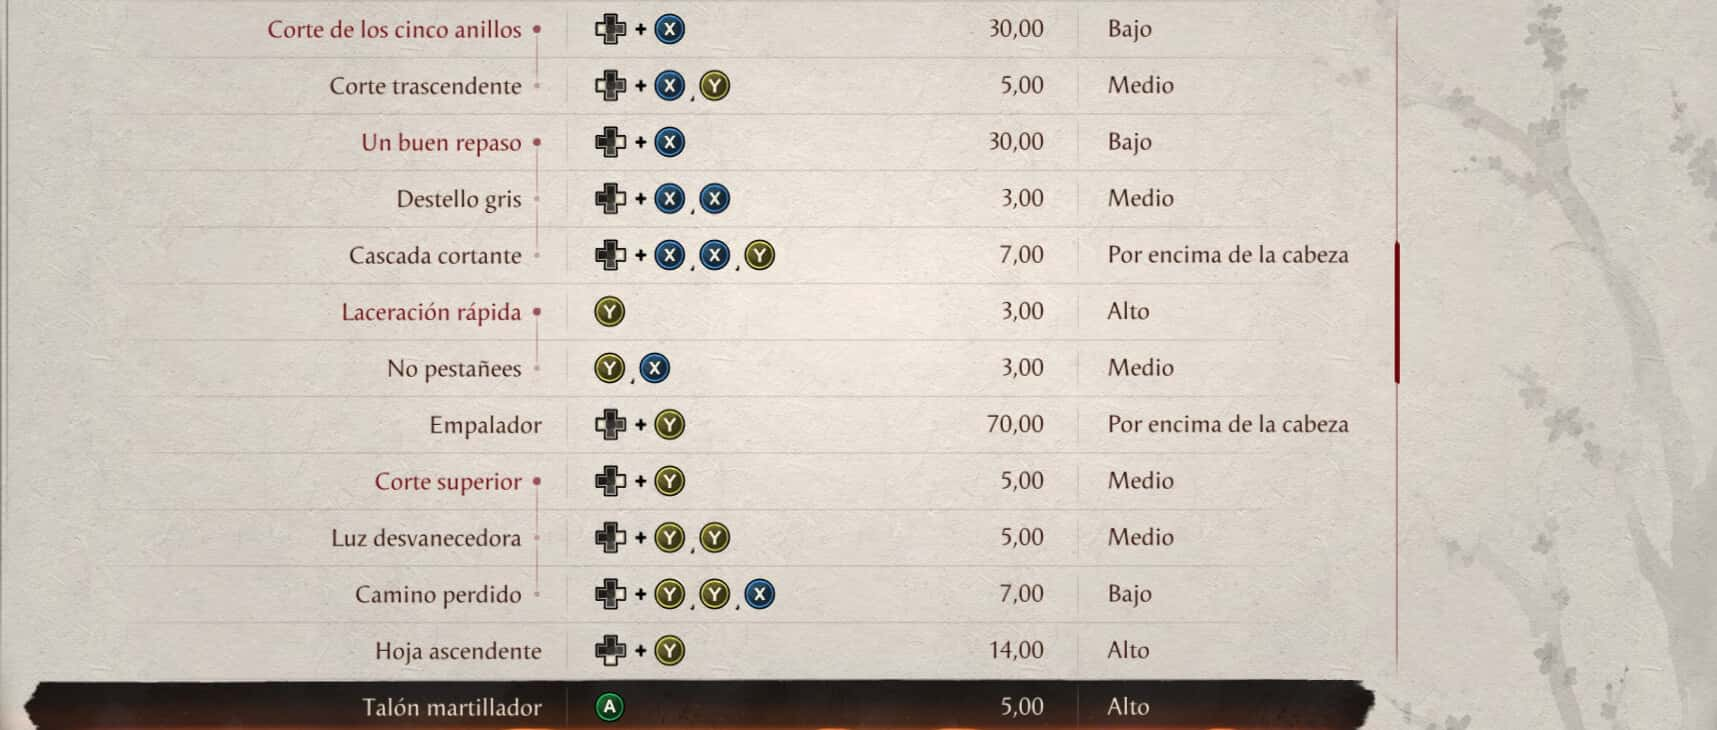 Corte de los cinco anillos + X 30,00 Bajo
Corte trascendente + X , Y 5,00 Medio
Un buen repaso + X 30,00 Bajo
Destello gris + X , X 3,00 Medio
Cascada cortante + X , X , Y 7,00 Por encima de la cabeza
Laceración rápida Y 3,00 Alto
No pestañees Y , X 3,00 Medio
Empalador + Y 70,00 Por encima de la cabeza
Corte superior + Y 5,00 Medio
Luz desvanecedora + Y , Y 5,00 Medio
Camino perdido + Y , Y , X 7,00 Bajo
Hoja ascendente + Y 14,00 Alto
Talón martillador A 5,00 Alto